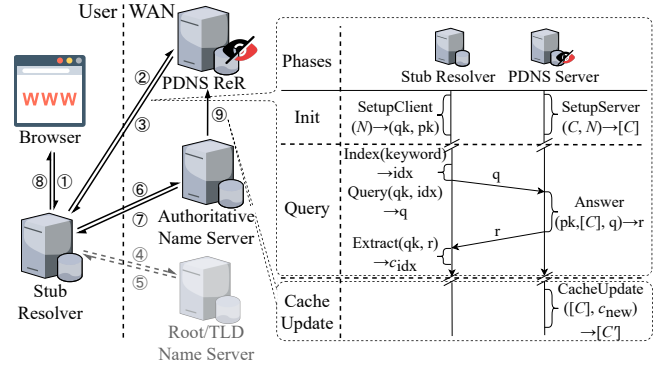 User WAN
WWW
Browser
②
③
PDNS ReR
⑨
⑧ ①
⑥
⑦
Authoritative
Name Server
④
⑤
Stub
Resolver
Root/TLD
Name Server
Phases
Stub Resolver
PDNS Server
Init
SetupClient
(N)→(qk, pk)
SetupServer
(C, N)→[C]
Query
Index(keyword)
→idx
Query(qk, idx)
→q
q
Answer
(pk,[C], q)→r
r
Extract(qk, r)
→c_idx
Cache
Update
CacheUpdate
([C], c_new)
→[C']